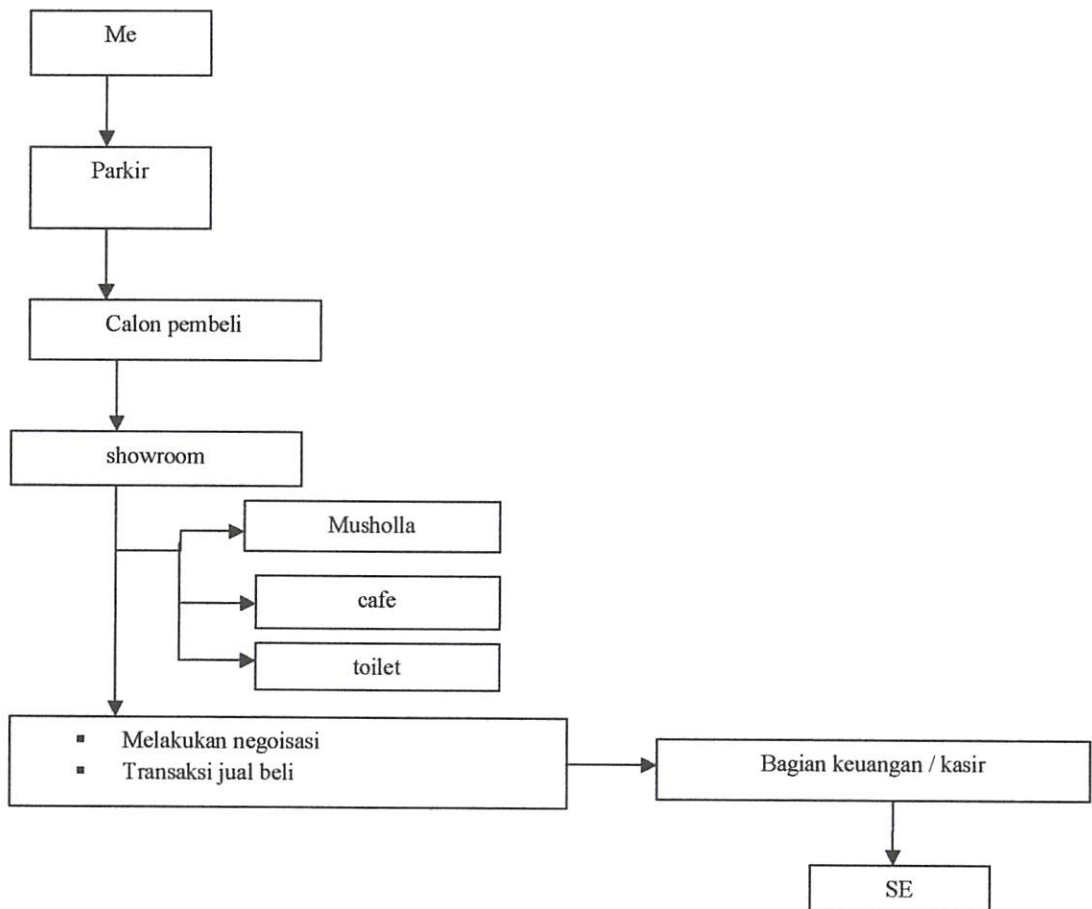 Me
Parkir
Calon pembeli
showroom
Musholla
cafe
toilet
▪ Melakukan negoisasi
▪ Transaksi jual beli
Bagian keuangan / kasir
SE